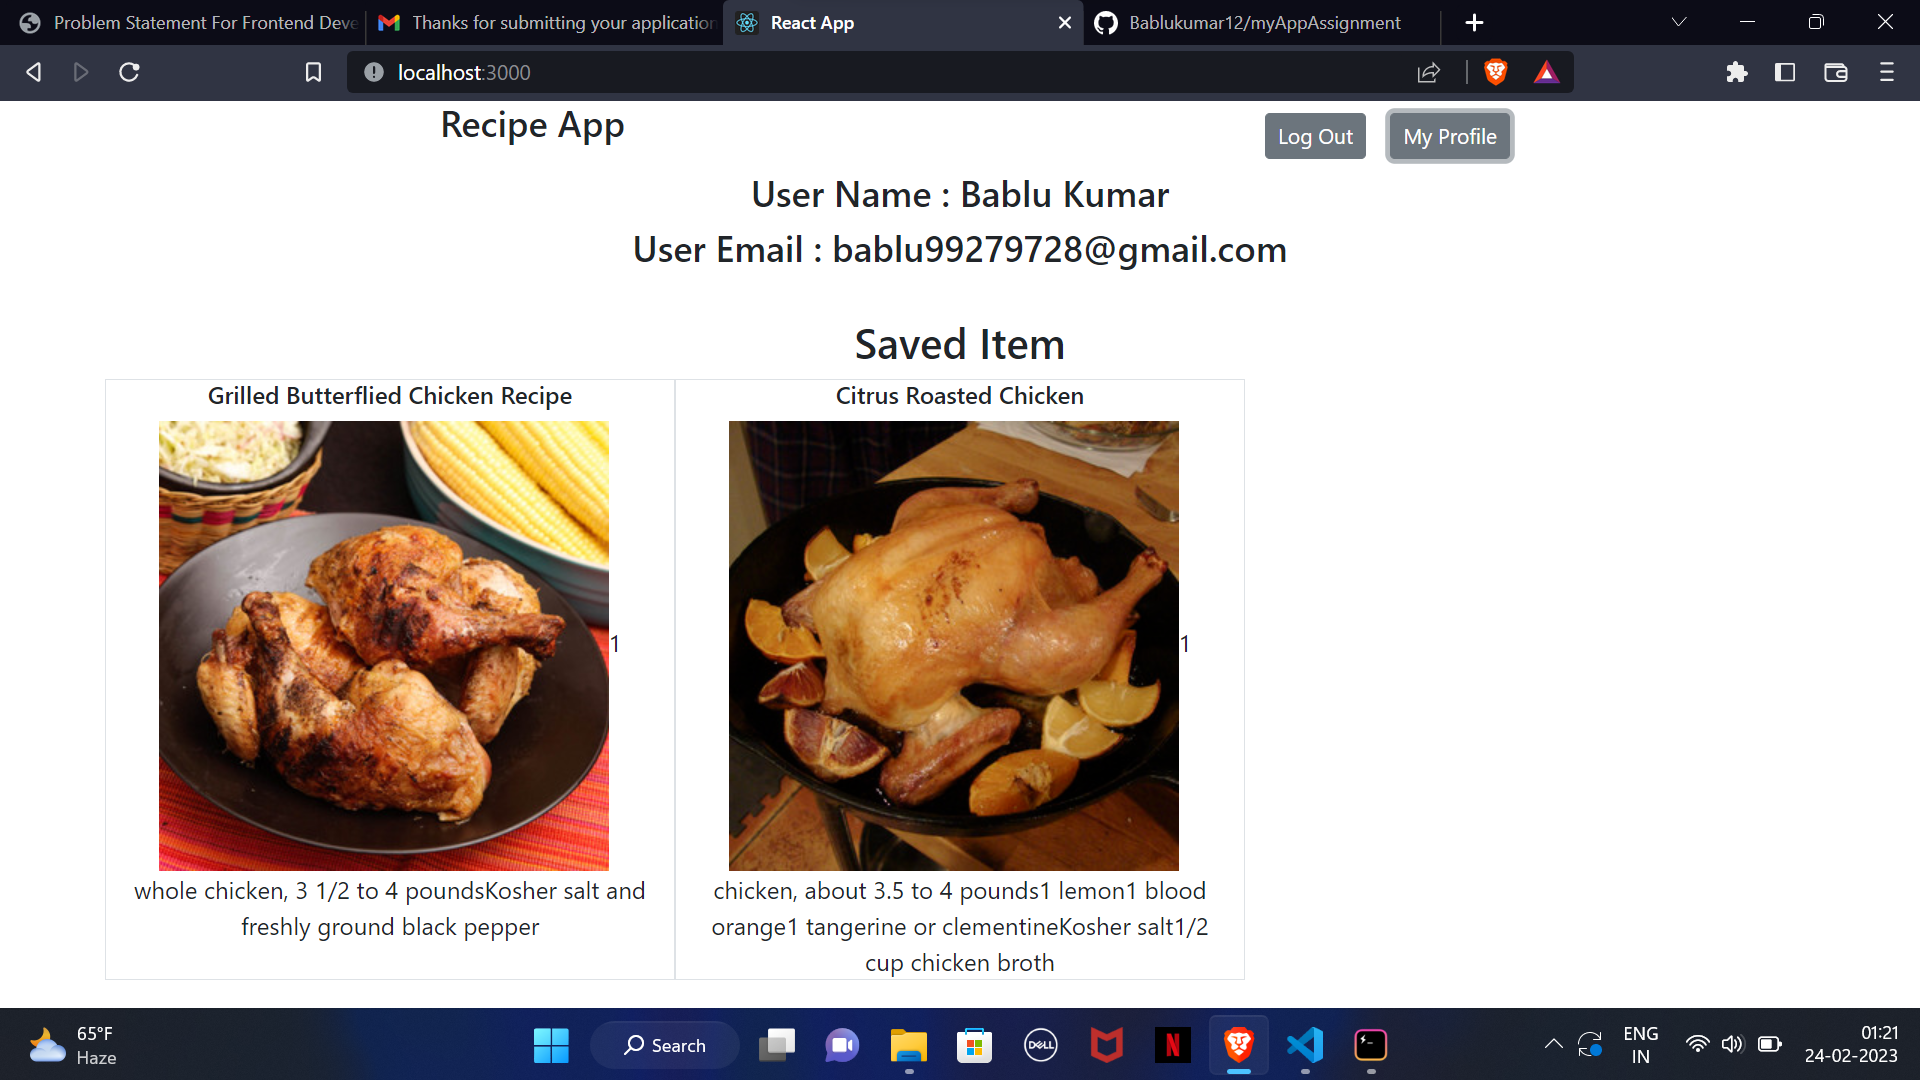 Problem Statement For Frontend Deve
Thanks for submitting your application
React App
Bablukumar12/myAppAssignment
localhost:3000
Recipe App
Log Out
My Profile
User Name : Bablu Kumar
User Email : bablu99279728@gmail.com
Saved Item
Grilled Butterflied Chicken Recipe
1
whole chicken, 3 1/2 to 4 poundsKosher salt and
freshly ground black pepper
Citrus Roasted Chicken
1
chicken, about 3.5 to 4 pounds1 lemon1 blood
orange1 tangerine or clementineKosher salt1/2
cup chicken broth
65°F
Haze
Search
DELL
N
ENG
IN
01:21
24-02-2023